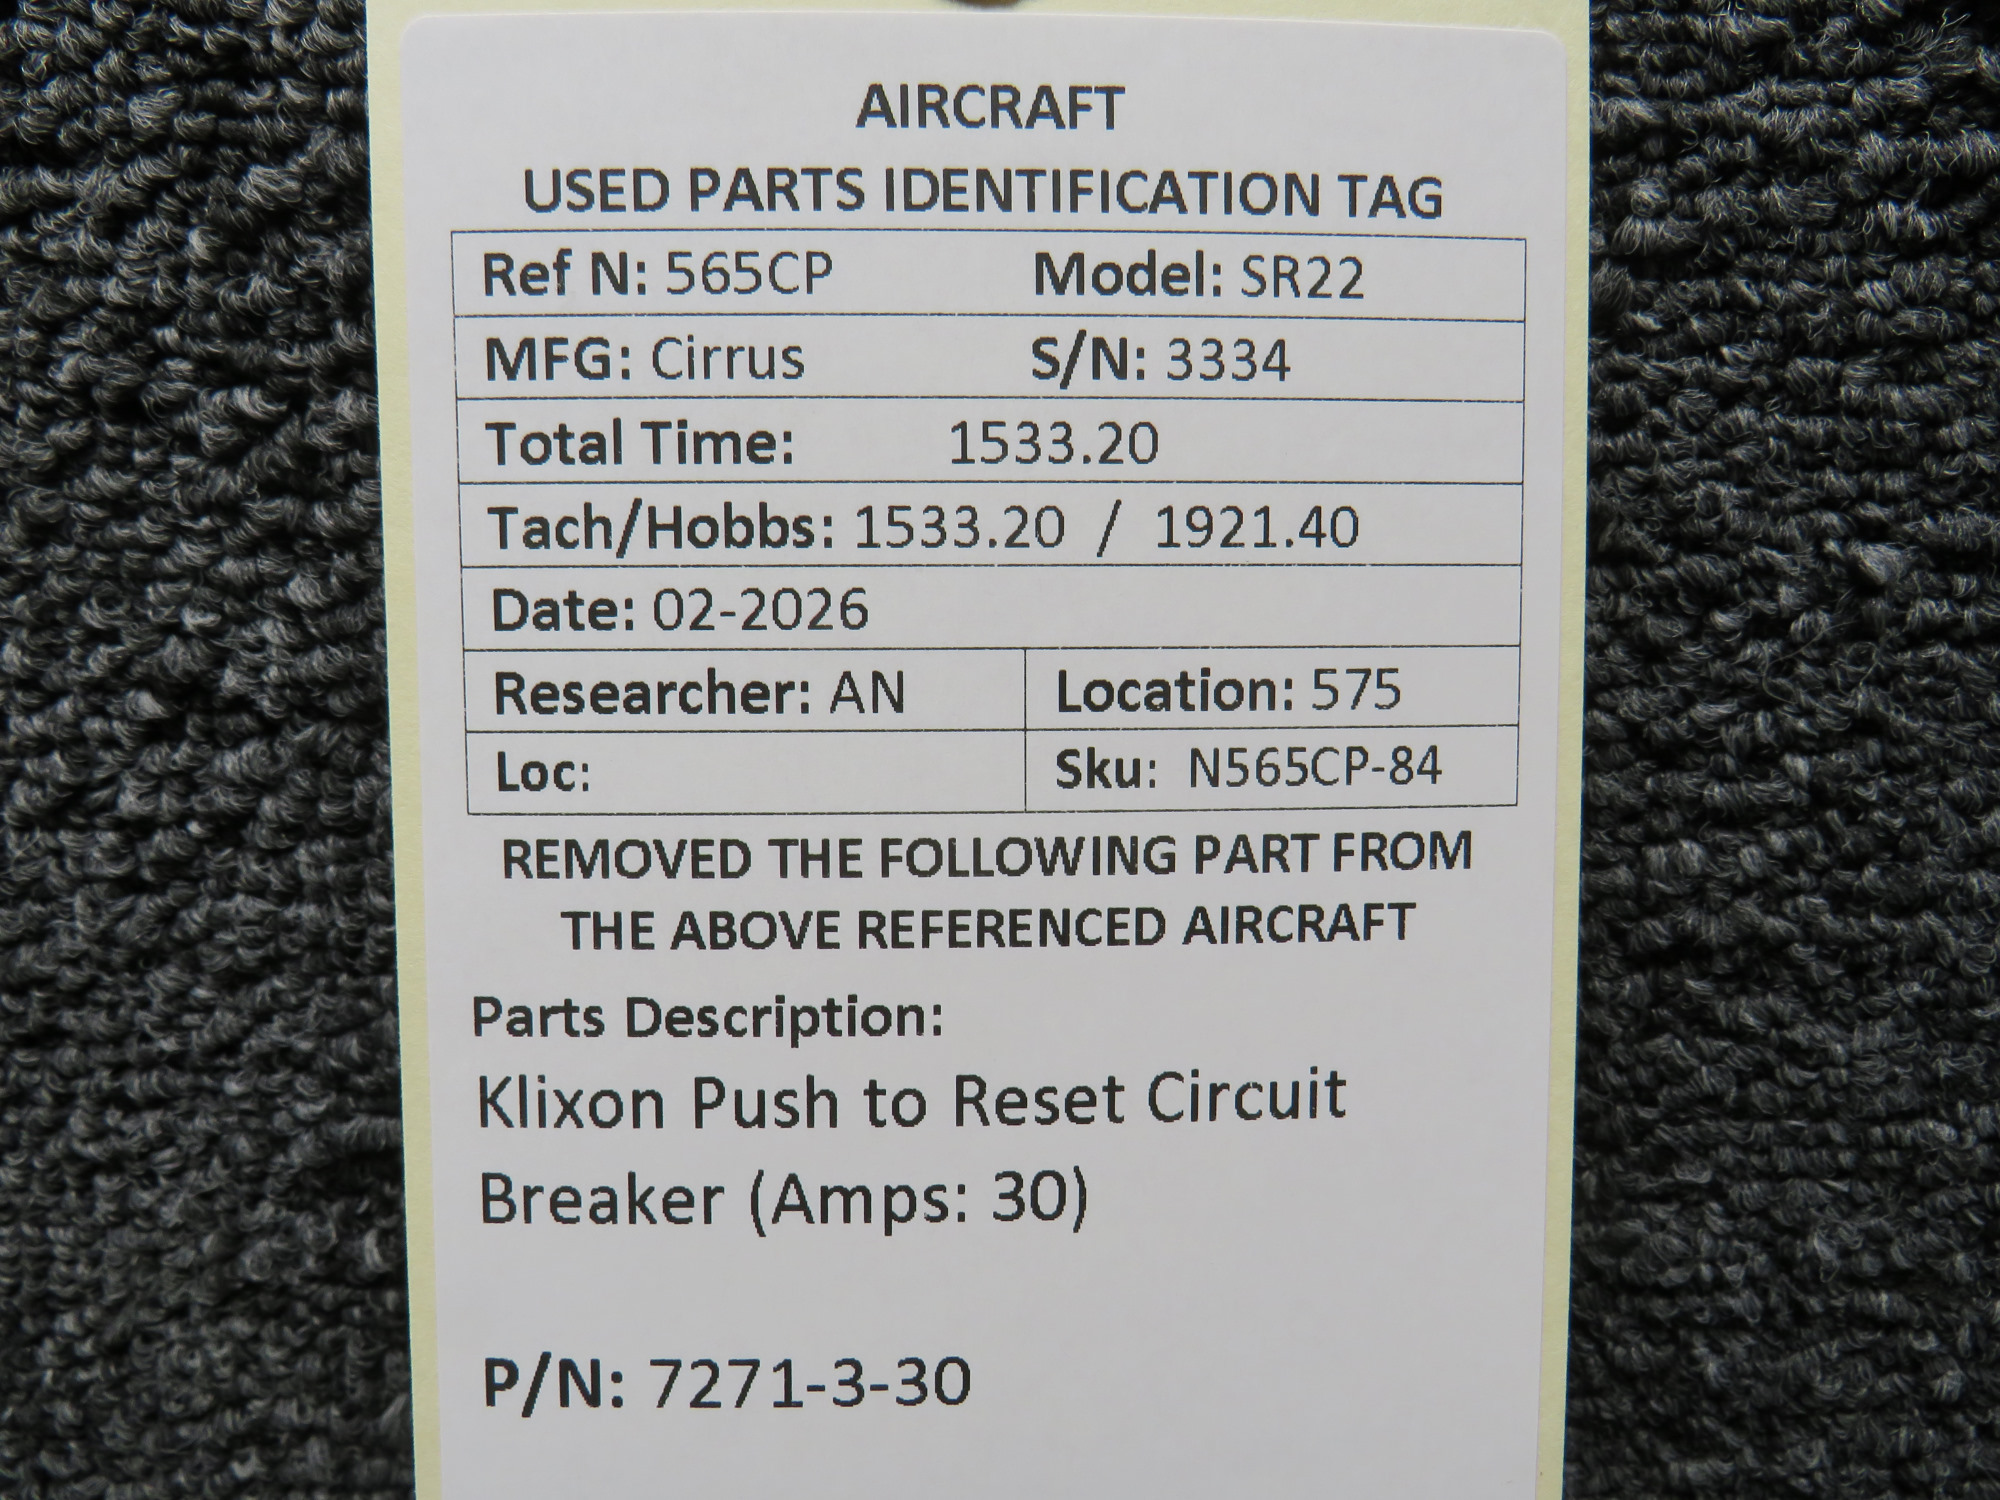 AIRCRAFT
USED PARTS IDENTIFICATION TAG
Ref N: 565CP Model: SR22
MFG: Cirrus S/N: 3334
Total Time: 1533.20
Tach/Hobbs: 1533.20 / 1921.40
Date: 02-2026
Researcher: AN Location: 575
Loc: Sku: N565CP-84
REMOVED THE FOLLOWING PART FROM
THE ABOVE REFERENCED AIRCRAFT
Parts Description:
Klixon Push to Reset Circuit
Breaker (Amps: 30)
P/N: 7271-3-30